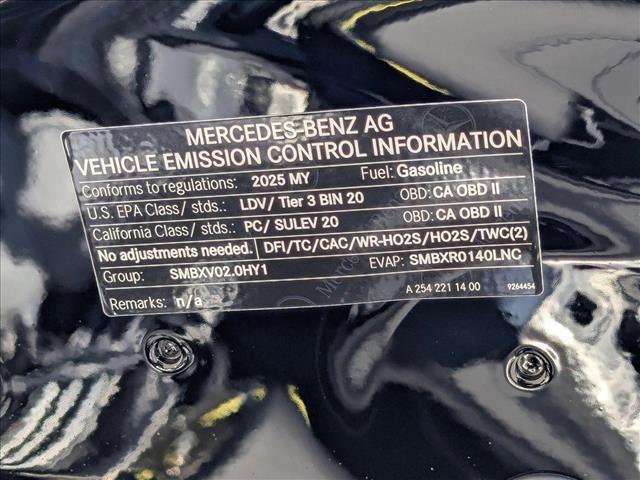 MERCEDES-BENZ AG
VEHICLE EMISSION CONTROL INFORMATION
Conforms to regulations: 2025 MY Fuel: Gasoline
U.S. EPA Class/ stds.: LDV/ Tier 3 BIN 20 OBD: CA OBD II
California Class/ stds.: PC/ SULEV 20 OBD: CA OBD II
No adjustments needed. DFI/TC/CAC/WR-HO2S/HO2S/TWC(2)
Group: SMBXV02.0HY1 EVAP: SMBXR0140LNC
Remarks: n/a
A 254 221 14 00 9264454